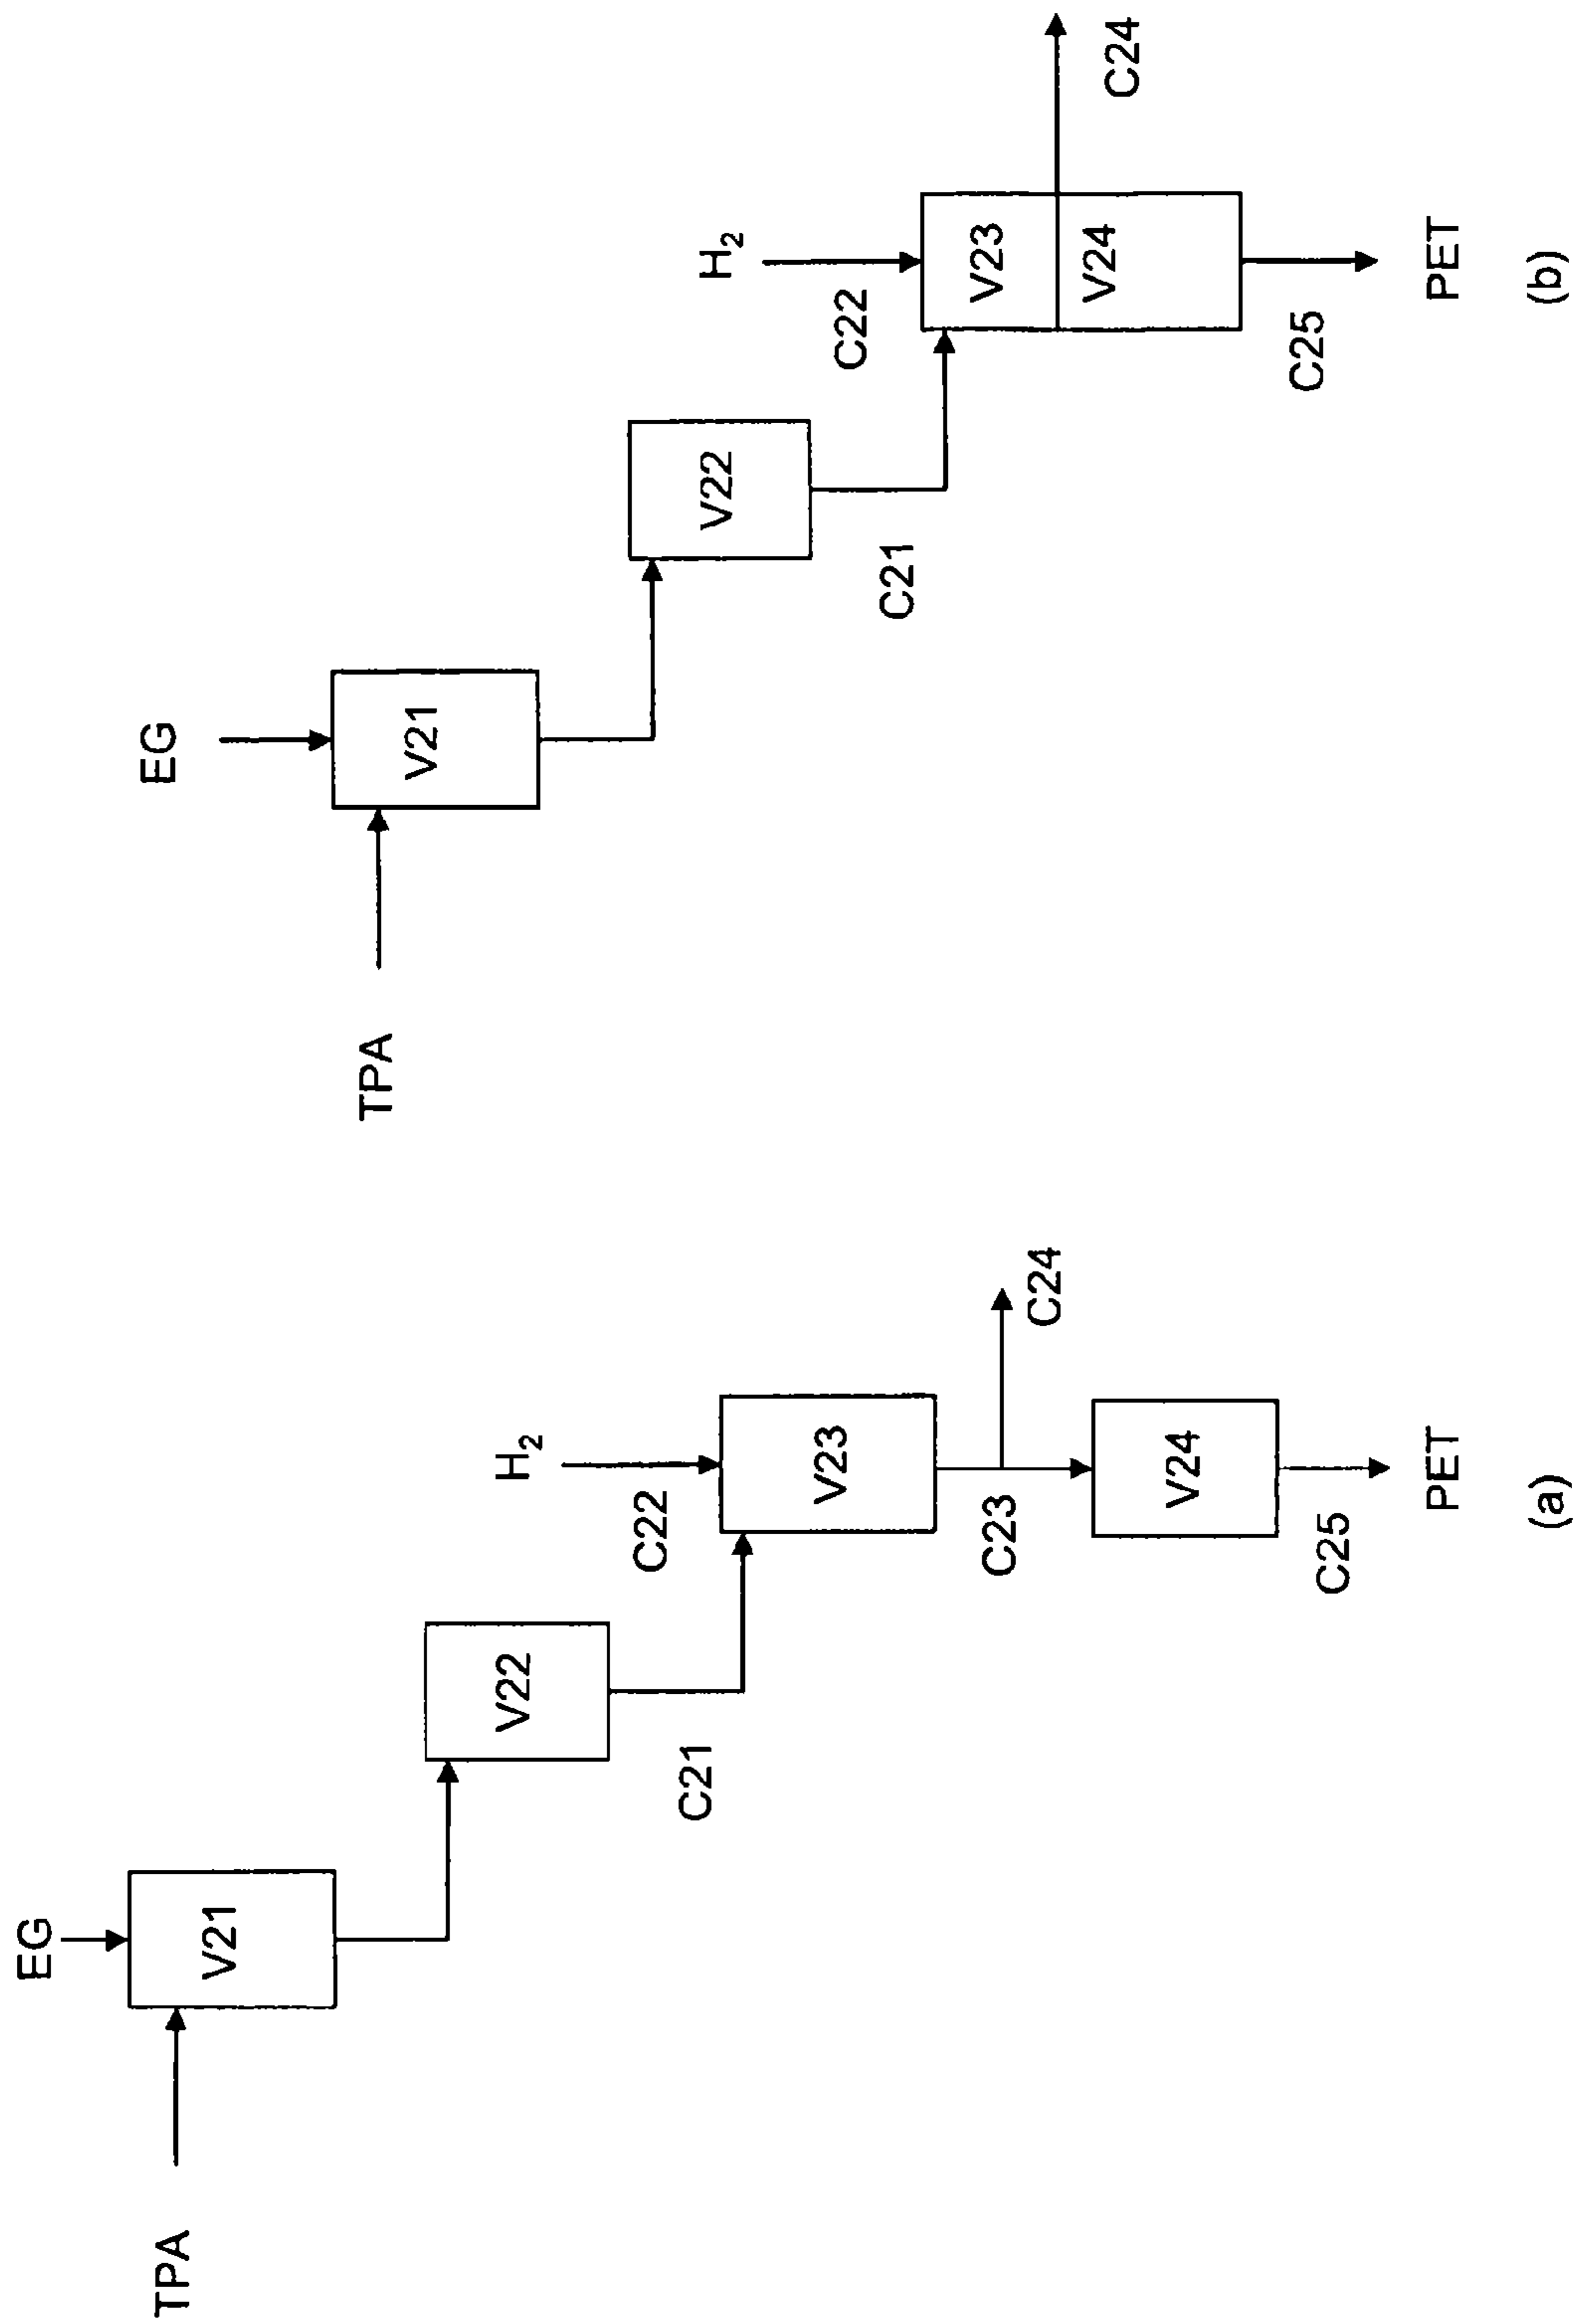 EG
TPA
V21
V22
C21
H₂
C22
V23
C23
C24
V24
C25
PET
(a)
EG
TPA
V21
V22
C21
H₂
C22
V23
C24
V24
C25
PET
(b)